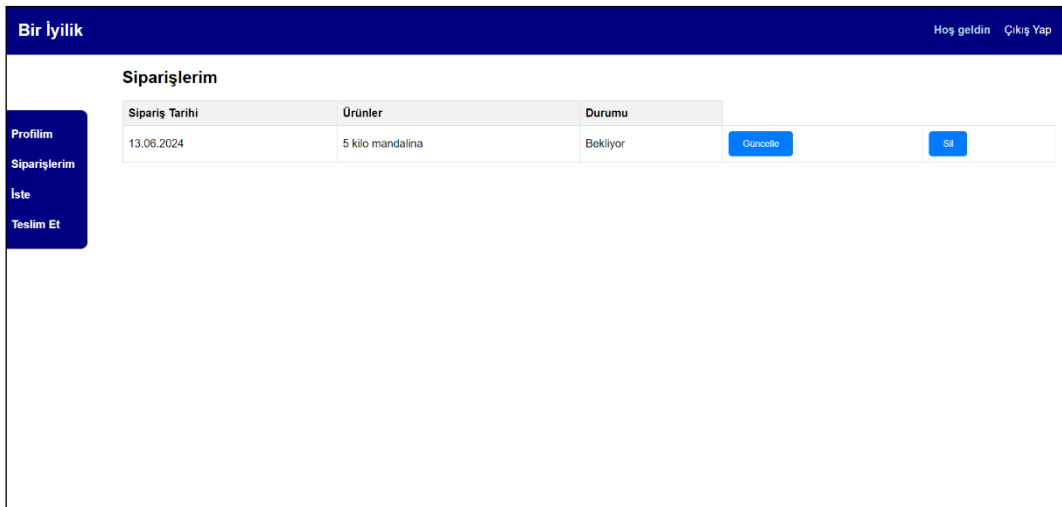 Bir İyilik
Hoş geldin Çıkış Yap
Siparişlerim
Profilim
Siparişlerim
İste
Teslim Et
Sipariş Tarihi Ürünler Durumu
13.06.2024 5 kilo mandalina Bekliyor Güncelle Sil